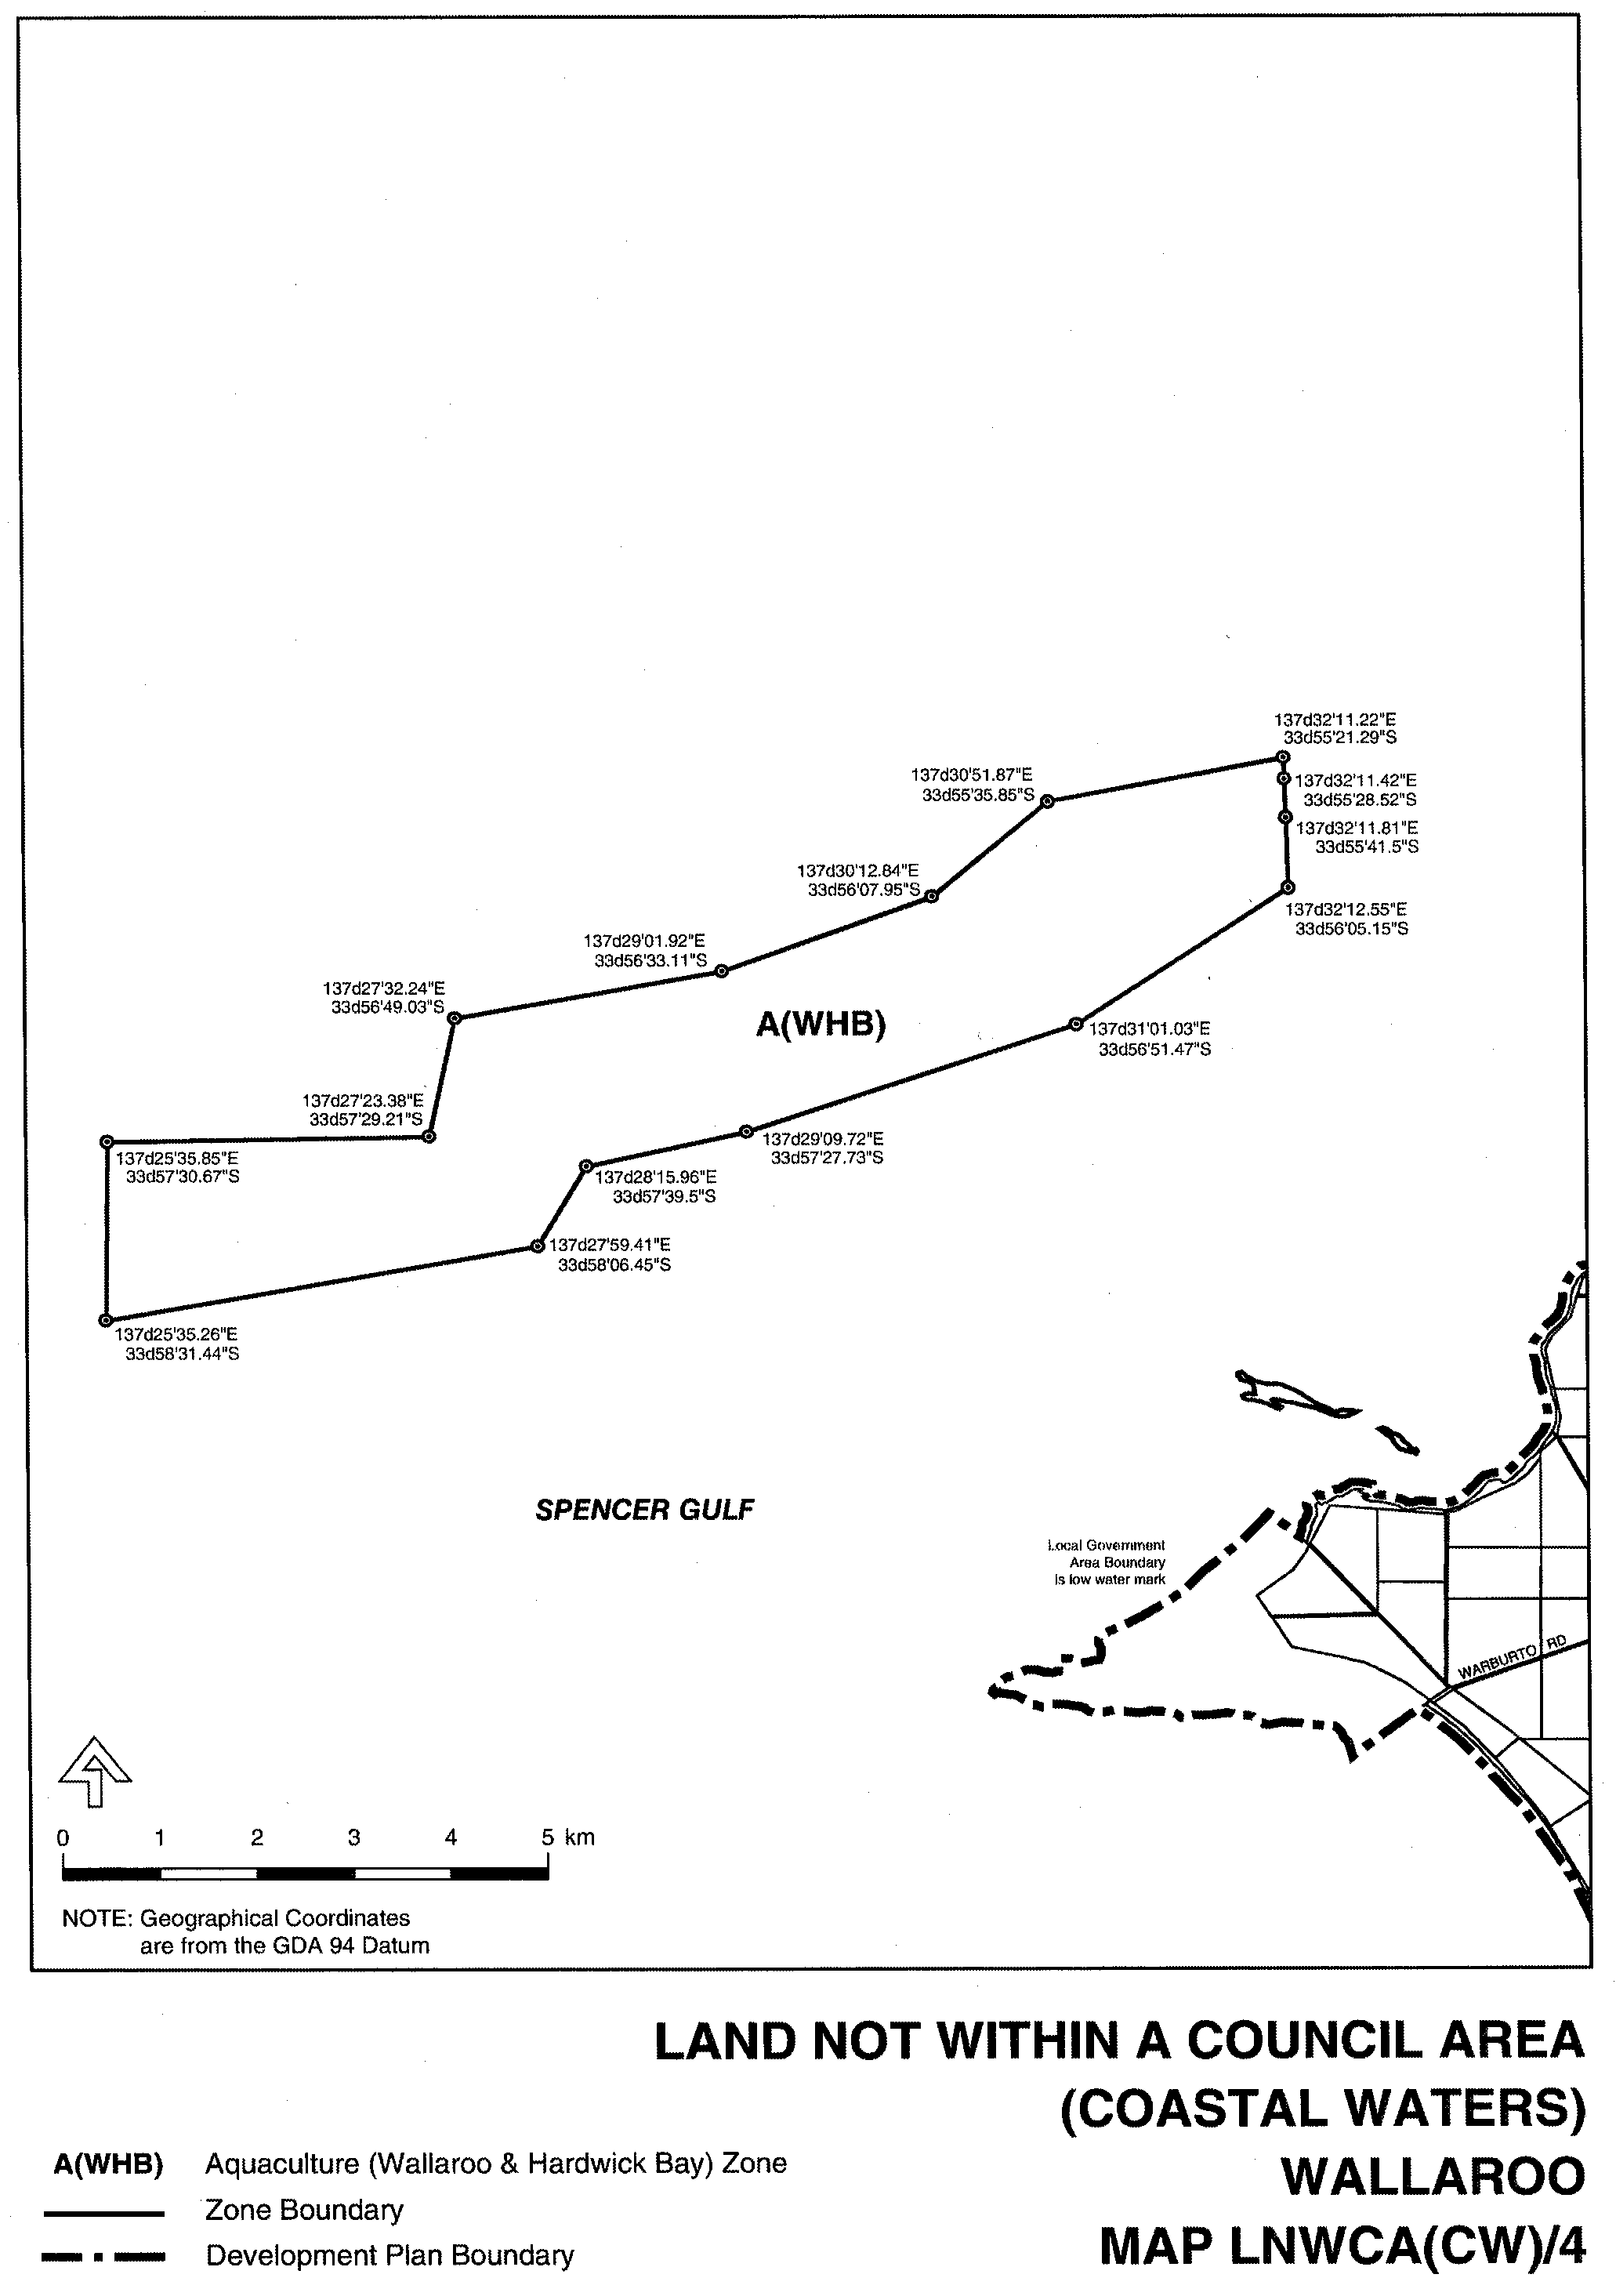 137d32'11.22"E
33d55'21.29"S
137d30'51.87"E
33d55'35.85"S
137d32'11.42"E
33d55'28.52"S
137d32'11.81"E
33d55'41.5"S
137d30'12.84"E
33d56'07.95"S
137d32'12.55"E
33d56'05.15"S
137d29'01.92"E
33d56'33.11"S
137d27'32.24"E
33d56'49.03"S
A(WHB)
137d31'01.03"E
33d56'51.47"S
137d27'23.38"E
33d57'29.21"S
137d29'09.72"E
33d57'27.73"S
137d25'35.85"E
33d57'30.67"S
137d28'15.96"E
33d57'39.5"S
137d27'59.41"E
33d58'06.45"S
137d25'35.26"E
33d58'31.44"S
SPENCER GULF
Local Government
Area Boundary
is low water mark
WARBURTO RD
0 1 2 3 4 5 km
NOTE: Geographical Coordinates
are from the GDA 94 Datum
LAND NOT WITHIN A COUNCIL AREA
(COASTAL WATERS)
WALLAROO
MAP LNWCA(CW)/4
A(WHB) Aquaculture (Wallaroo & Hardwick Bay) Zone
Zone Boundary
Development Plan Boundary